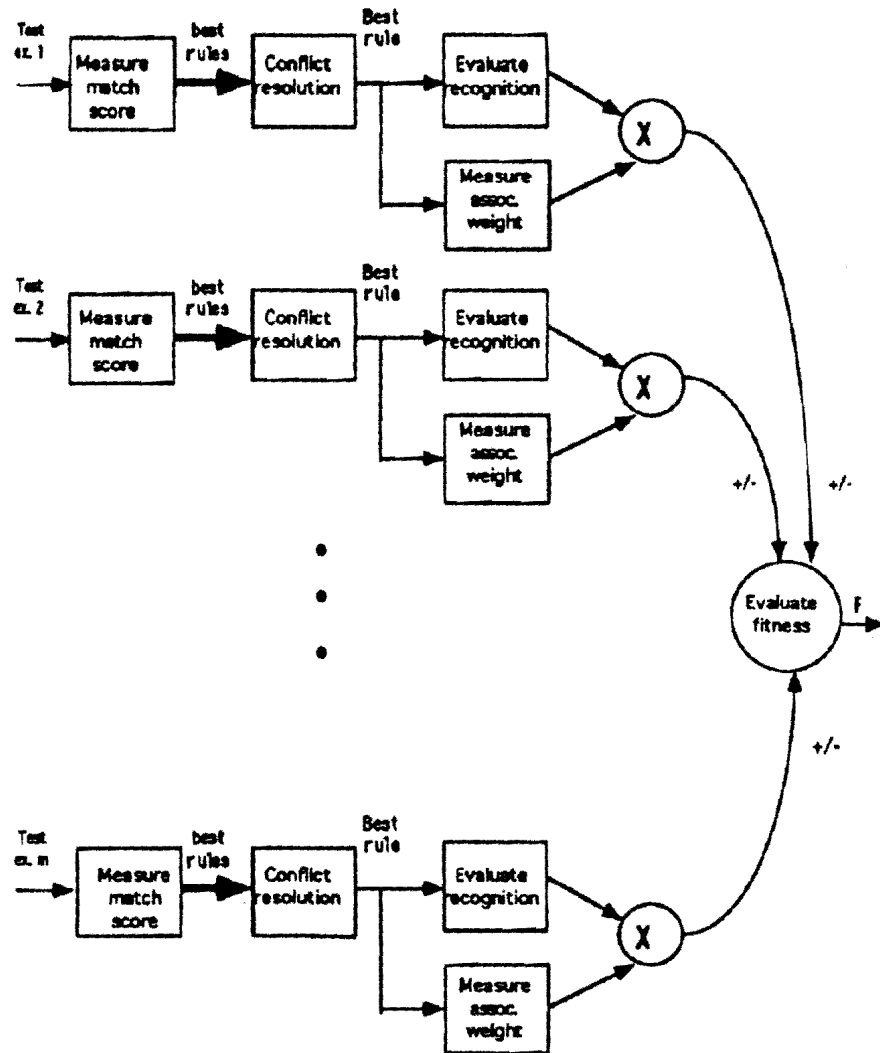 Test
ex. 1
Measure
match
score
best
rules
Conflict
resolution
Best
rule
Evaluate
recognition
Measure
assoc.
weight
X
Test
ex. 2
Measure
match
score
best
rules
Conflict
resolution
Best
rule
Evaluate
recognition
Measure
assoc.
weight
X
+/-
+/-
Evaluate
fitness
F
+/-
Test
ex. m
Measure
match
score
best
rules
Conflict
resolution
Best
rule
Evaluate
recognition
Measure
assoc.
weight
X